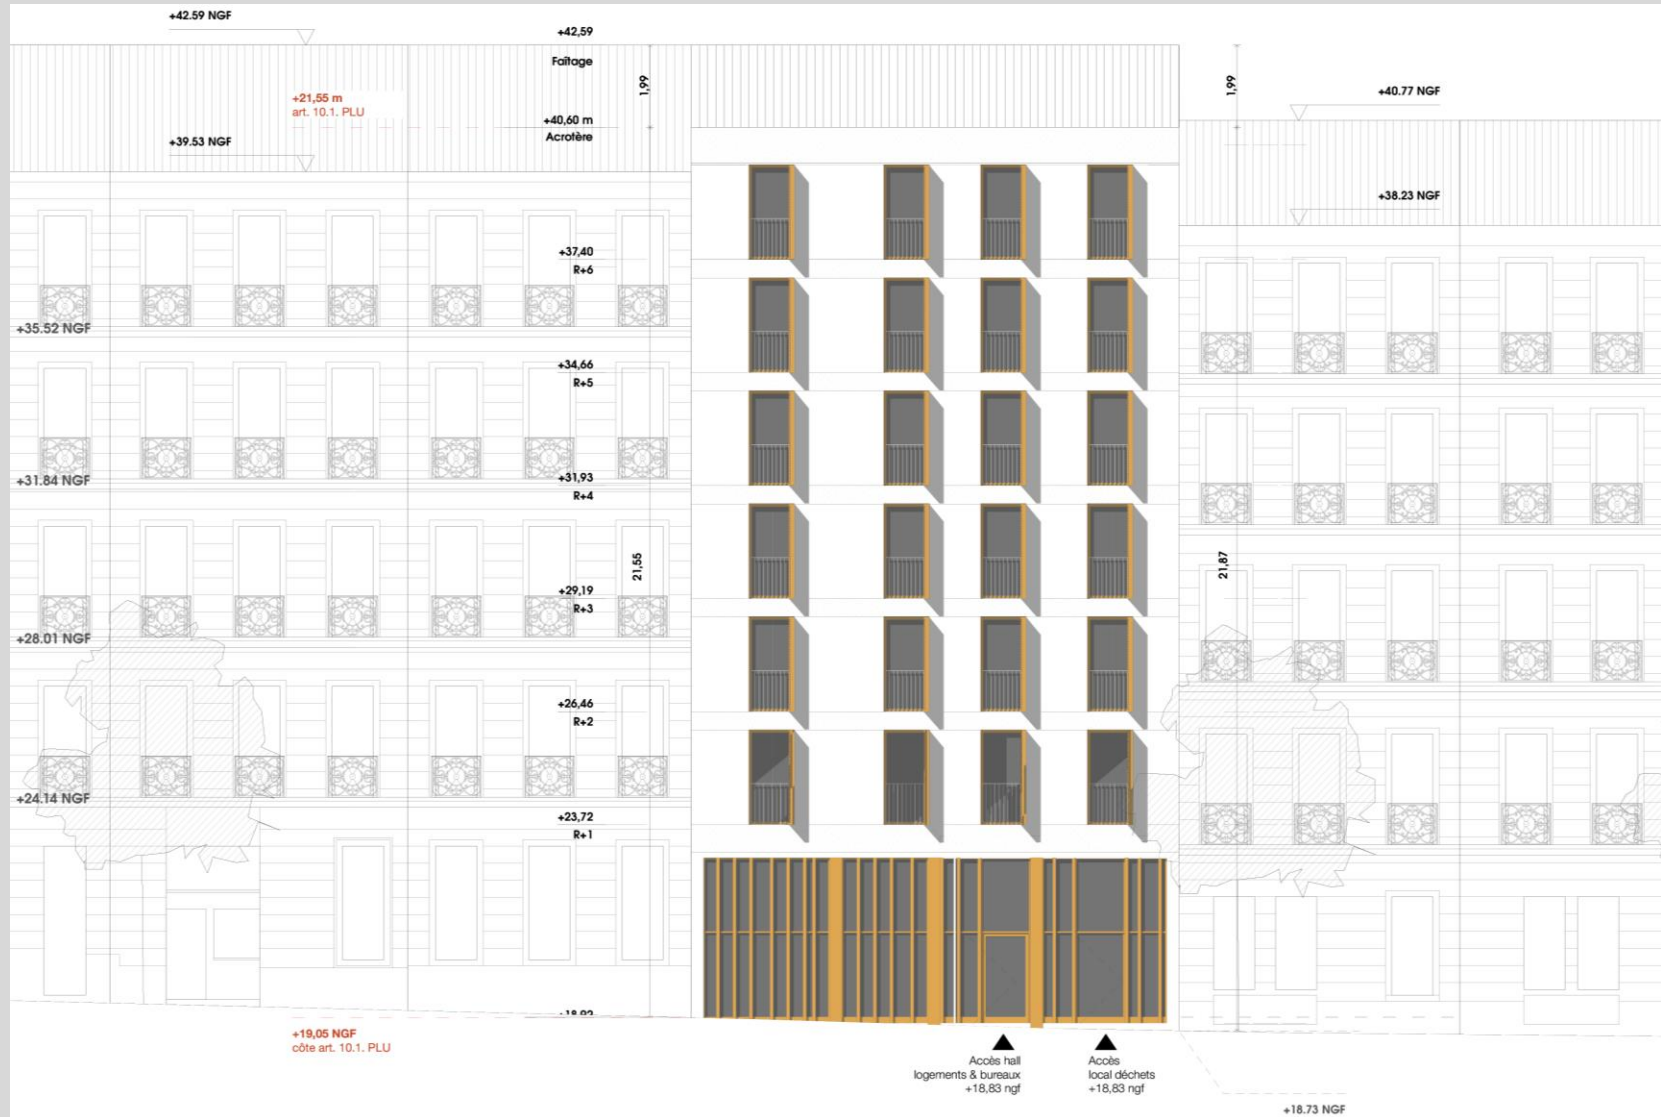 +42.59 NGF
+42,59
Faîtage
1,99
1,99
+21,55 m
art. 10.1. PLU
+40.77 NGF
+40,60 m
Acrotère
+39.53 NGF
+38.23 NGF
+37,40
R+6
+35.52 NGF
+34,66
R+5
+31.84 NGF
+31,93
R+4
21,55
21,87
+29,19
R+3
+28.01 NGF
+26,46
R+2
+24.14 NGF
+23,72
R+1
+19,05 NGF
côte art. 10.1. PLU
Accès hall
logements & bureaux
+18,83 ngf
Accès
local déchets
+18,83 ngf
+18.73 NGF